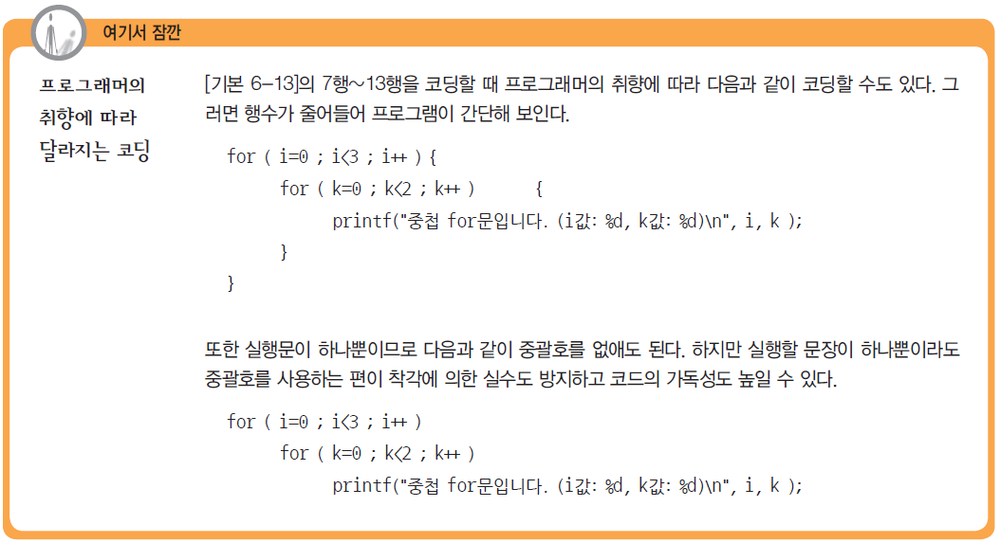 여기서 잠깐
프로그래머의
취향에 따라
달라지는 코딩
[기본 6-13]의 7행~13행을 코딩할 때 프로그래머의 취향에 따라 다음과 같이 코딩할 수도 있다. 그
러면 행수가 줄어들어 프로그램이 간단해 보인다.
for ( i=0 ; i<3 ; i++ ) {
for ( k=0 ; k<2 ; k++ ) {
printf("중첩 for문입니다. (i값: %d, k값: %d)\n", i, k );
}
}
또한 실행문이 하나뿐이므로 다음과 같이 중괄호를 없애도 된다. 하지만 실행할 문장이 하나뿐이라도
중괄호를 사용하는 편이 착각에 의한 실수도 방지하고 코드의 가독성도 높일 수 있다.
for ( i=0 ; i<3 ; i++ )
for ( k=0 ; k<2 ; k++ )
printf("중첩 for문입니다. (i값: %d, k값: %d)\n", i, k );